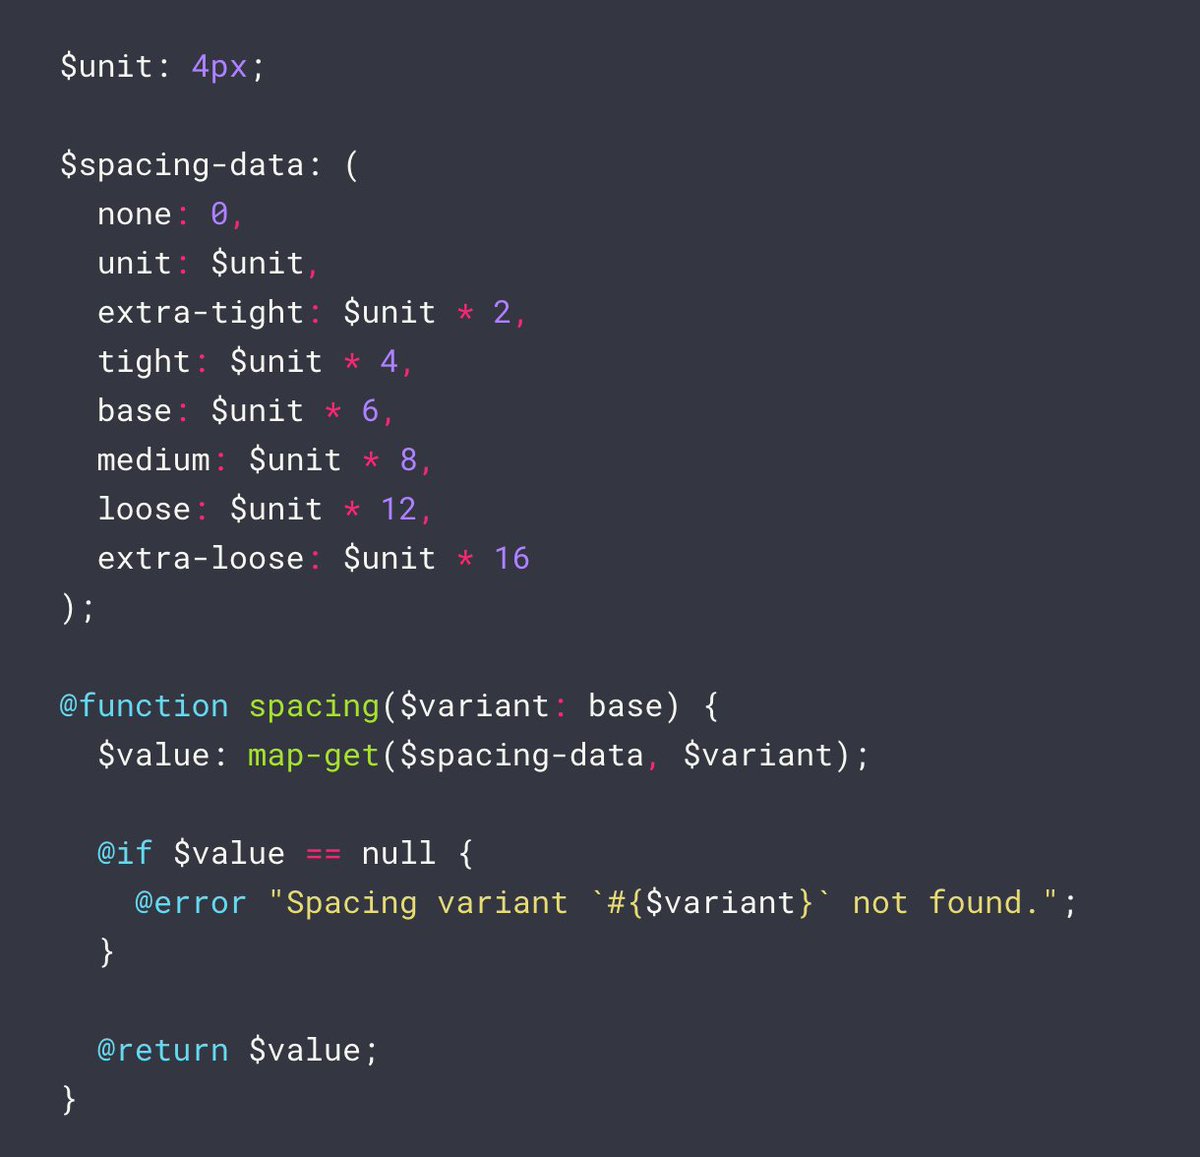 $unit: 4px;
$spacing-data: (
  none: 0,
  unit: $unit,
  extra-tight: $unit * 2,
  tight: $unit * 4,
  base: $unit * 6,
  medium: $unit * 8,
  loose: $unit * 12,
  extra-loose: $unit * 16
);
@function spacing($variant: base) {
  $value: map-get($spacing-data, $variant);
  @if $value == null {
    @error "Spacing variant `#{$variant}` not found.";
  }
  @return $value;
}